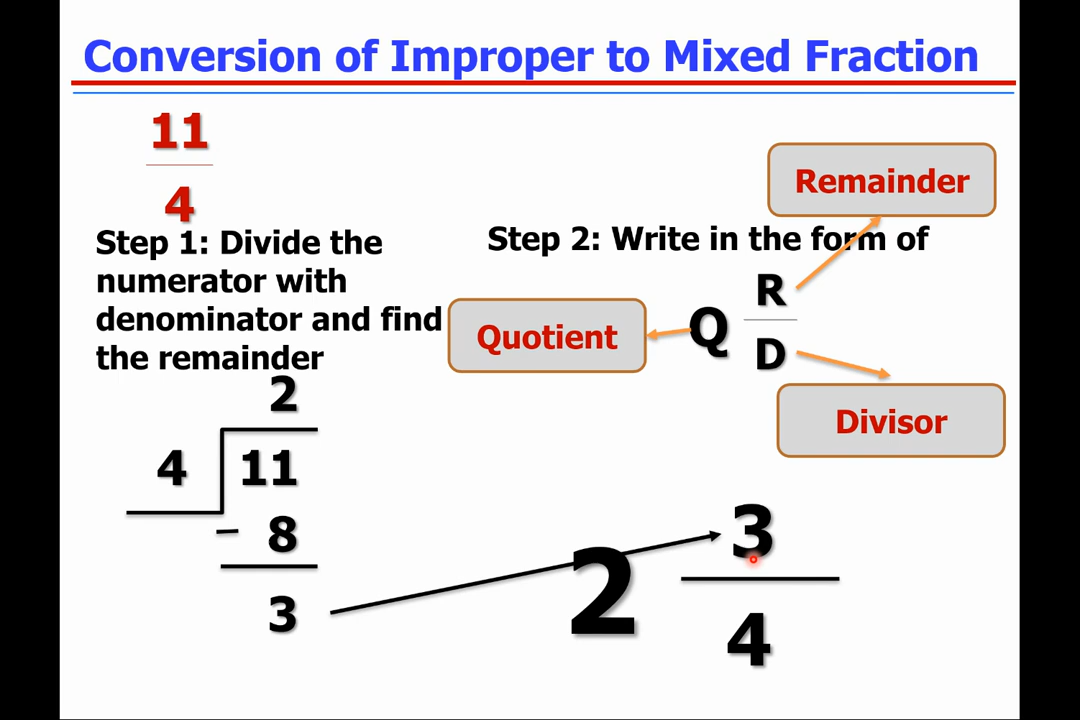 Conversion of Improper to Mixed Fraction
11
4
Step 1: Divide the
numerator with
denominator and find
the remainder
2
4 11
– 8
3
Remainder
Step 2: Write in the form of
R
Quotient Q
D
Divisor
3
2
4